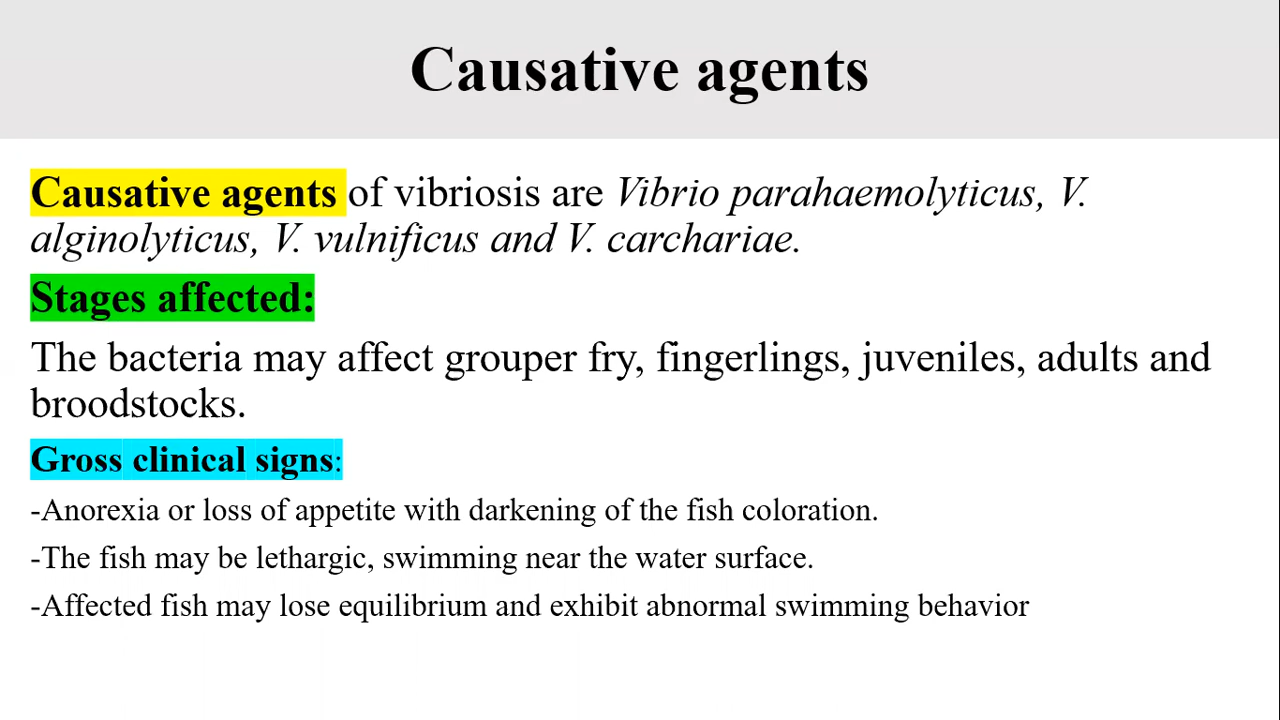 Causative agents
Causative agents of vibriosis are Vibrio parahaemolyticus, V.
alginolyticus, V. vulnificus and V. carchariae.
Stages affected:
The bacteria may affect grouper fry, fingerlings, juveniles, adults and
broodstocks.
Gross clinical signs:
-Anorexia or loss of appetite with darkening of the fish coloration.
-The fish may be lethargic, swimming near the water surface.
-Affected fish may lose equilibrium and exhibit abnormal swimming behavior